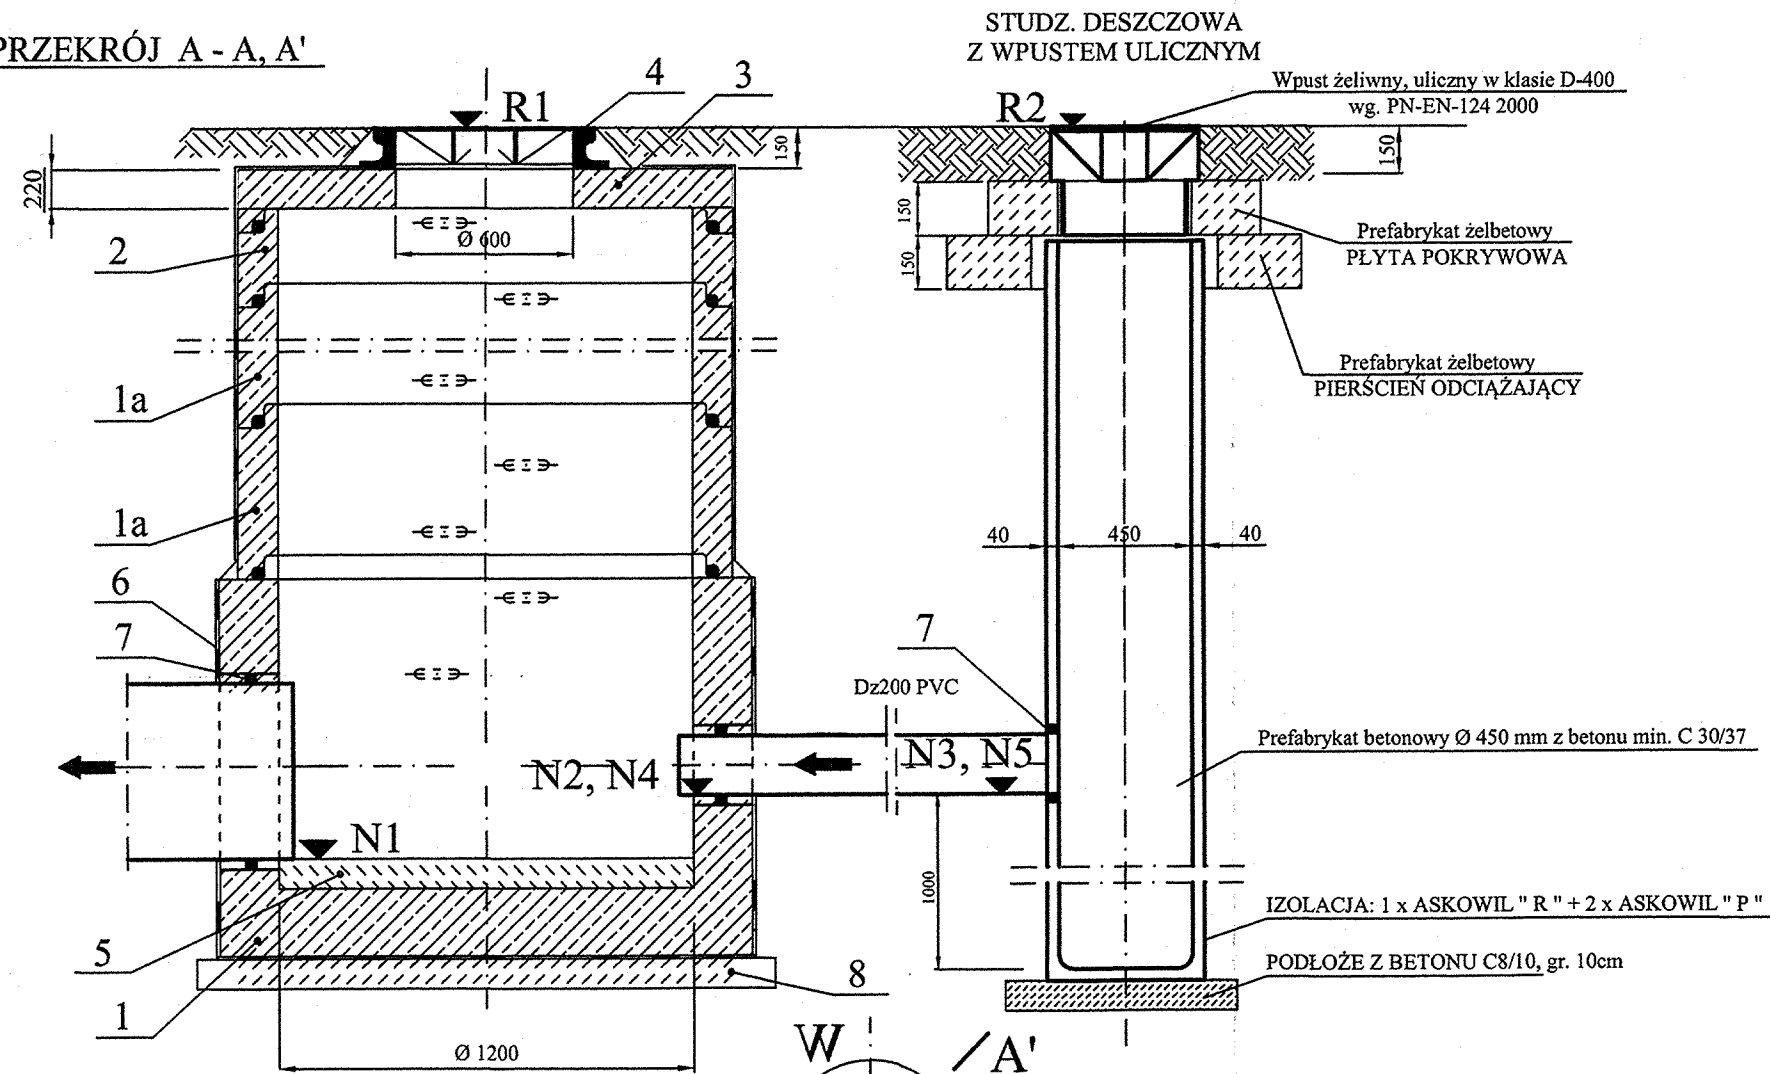 PRZEKRÓJ A - A, A'
STUDZ. DESZCZOWA
Z WPUSTEM ULICZNYM
Wpust żeliwny, uliczny w klasie D-400
wg. PN-EN-124 2000
R1
4
3
R2
150
150
220
150
150
Ø 600
2
Prefabrykat żelbetowy
PŁYTA POKRYWOWA
Prefabrykat żelbetowy
PIERŚCIEŃ ODCIĄŻAJĄCY
1a
1a
40
450
40
6
7
7
Dz200 PVC
Prefabrykat betonowy Ø 450 mm z betonu min. C 30/37
N2, N4
N3, N5
N1
1000
IZOLACJA: 1 x ASKOWIL " R " + 2 x ASKOWIL " P "
5
8
PODŁOŻE Z BETONU C8/10, gr. 10cm
1
Ø 1200
W
A'